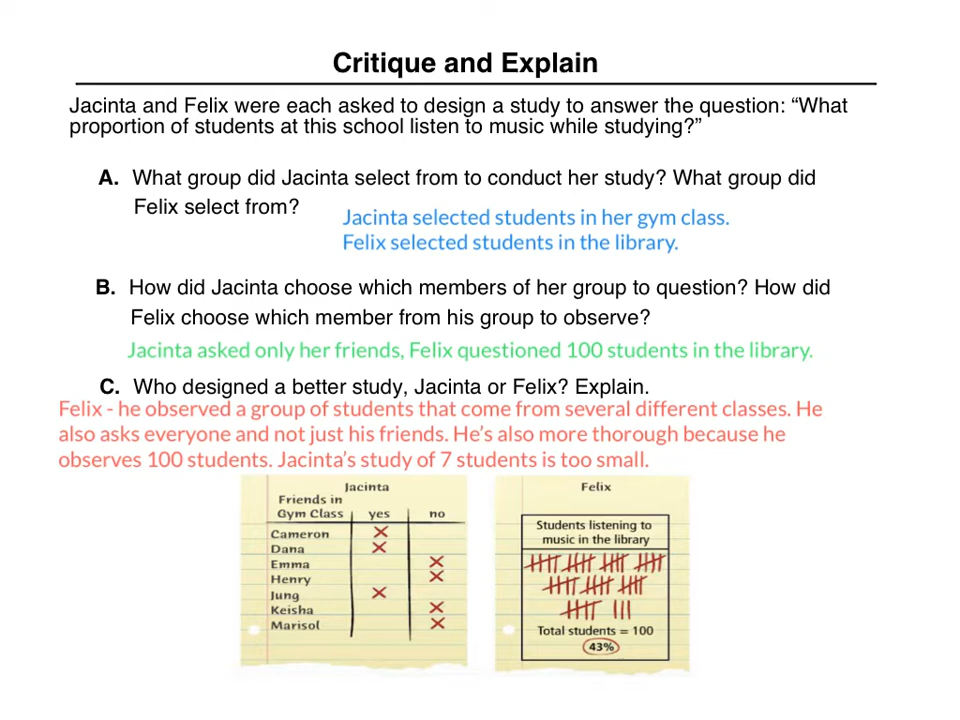 Critique and Explain
Jacinta and Felix were each asked to design a study to answer the question: “What
proportion of students at this school listen to music while studying?”
A. What group did Jacinta select from to conduct her study? What group did
Felix select from?
Jacinta selected students in her gym class.
Felix selected students in the library.
B. How did Jacinta choose which members of her group to question? How did
Felix choose which member from his group to observe?
Jacinta asked only her friends, Felix questioned 100 students in the library.
C. Who designed a better study, Jacinta or Felix? Explain.
Felix - he observed a group of students that come from several different classes. He
also asks everyone and not just his friends. He’s also more thorough because he
observes 100 students. Jacinta’s study of 7 students is too small.
Jacinta
Friends in
Gym Class yes no
Cameron X
Dana X
Emma X
Henry X
Jung X
Keisha X
Marisol X
Felix
Students listening to
music in the library
Total students = 100
43%